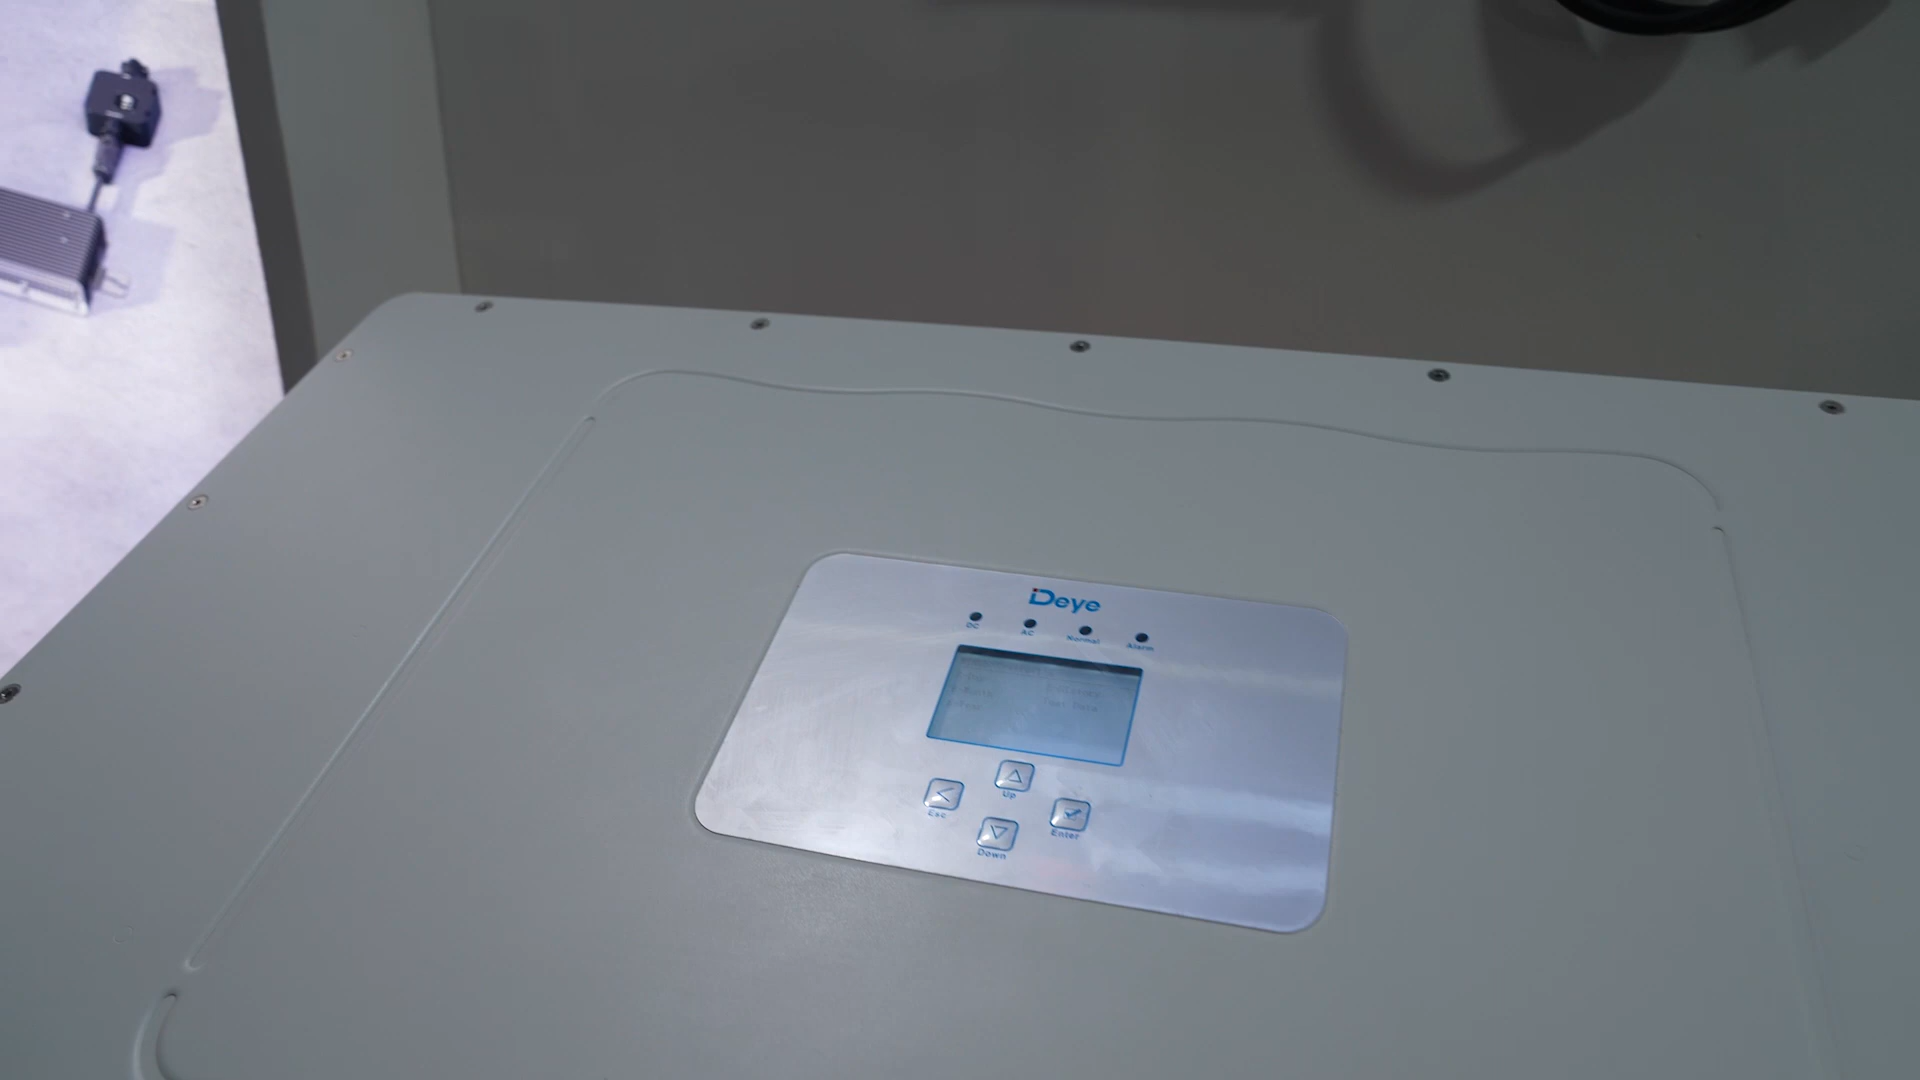 Deye
DC AC Normal Alarm
Up
Esc
Enter
Down